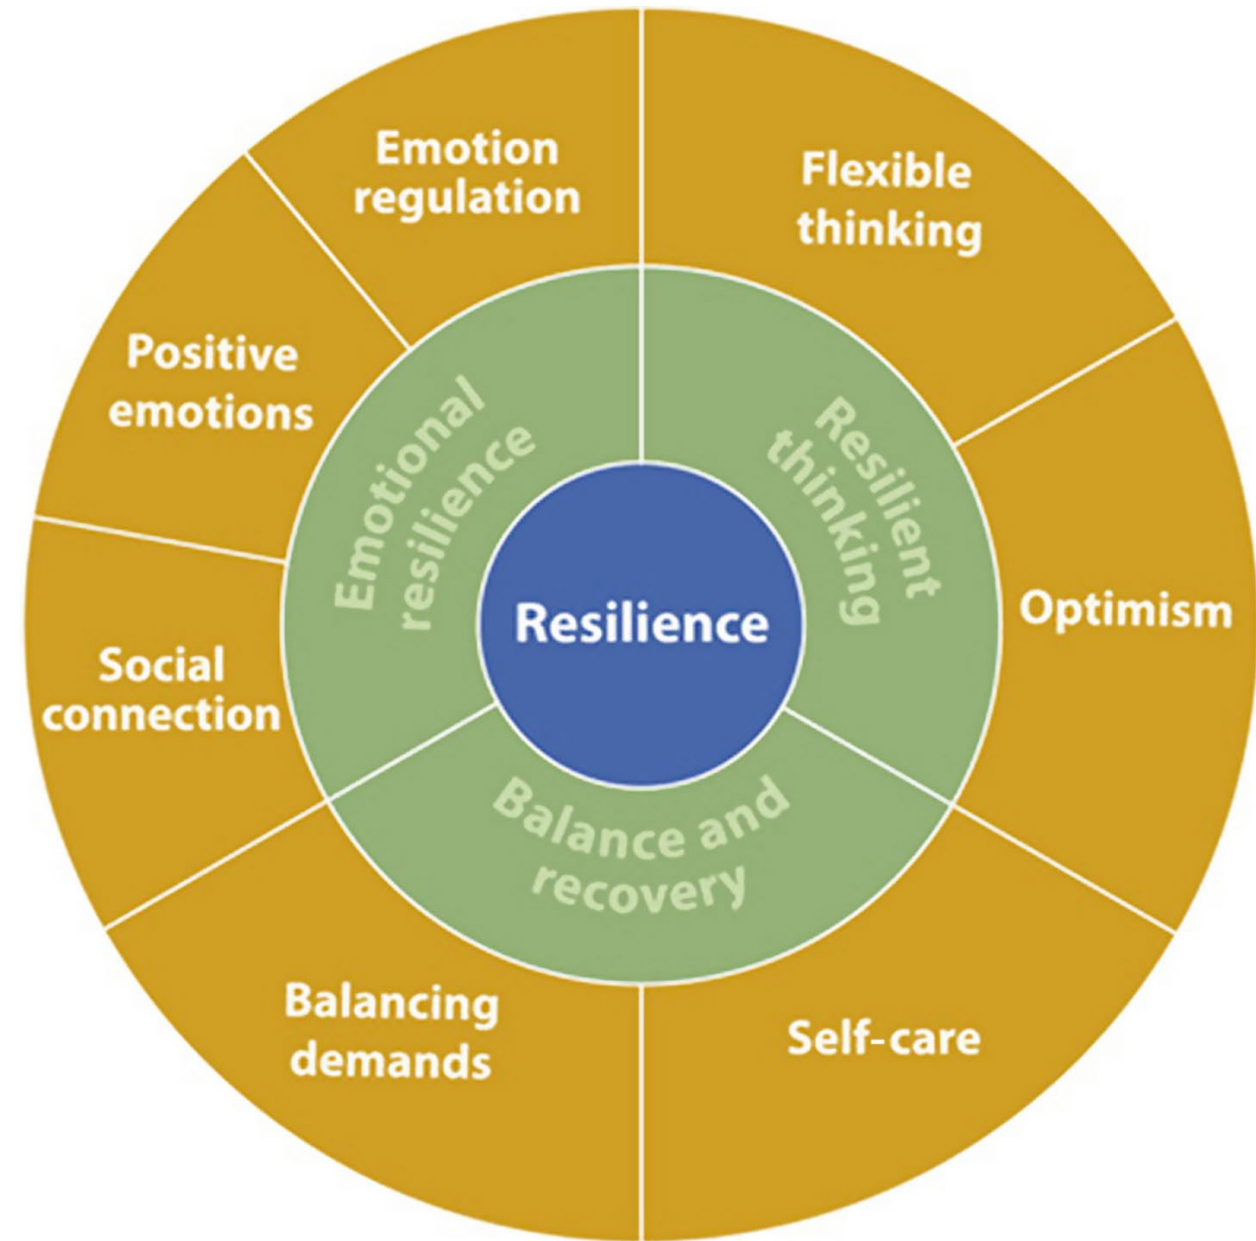 Emotion
regulation
Flexible
thinking
Positive
emotions
Emotional
resilience
Resilient
thinking
Resilience
Optimism
Social
connection
Balance and
recovery
Balancing
demands
Self-care